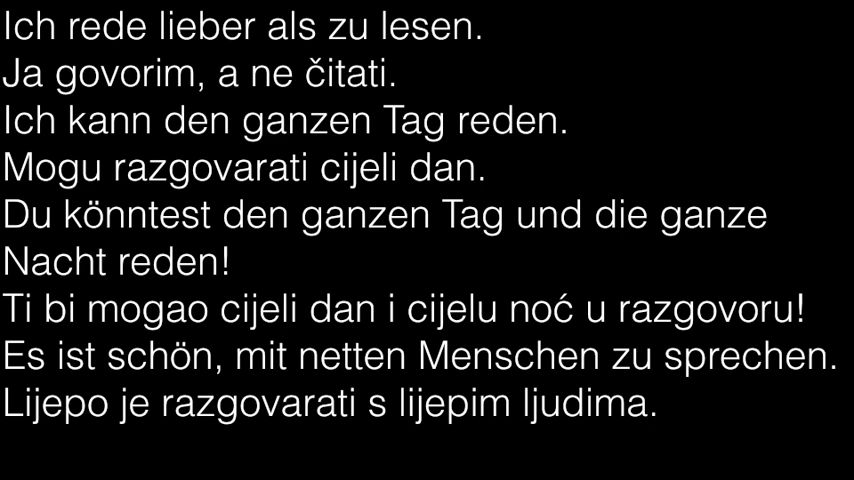 Ich rede lieber als zu lesen.
Ja govorim, a ne čitati.
Ich kann den ganzen Tag reden.
Mogu razgovarati cijeli dan.
Du könntest den ganzen Tag und die ganze
Nacht reden!
Ti bi mogao cijeli dan i cijelu noć u razgovoru!
Es ist schön, mit netten Menschen zu sprechen.
Lijepo je razgovarati s lijepim ljudima.